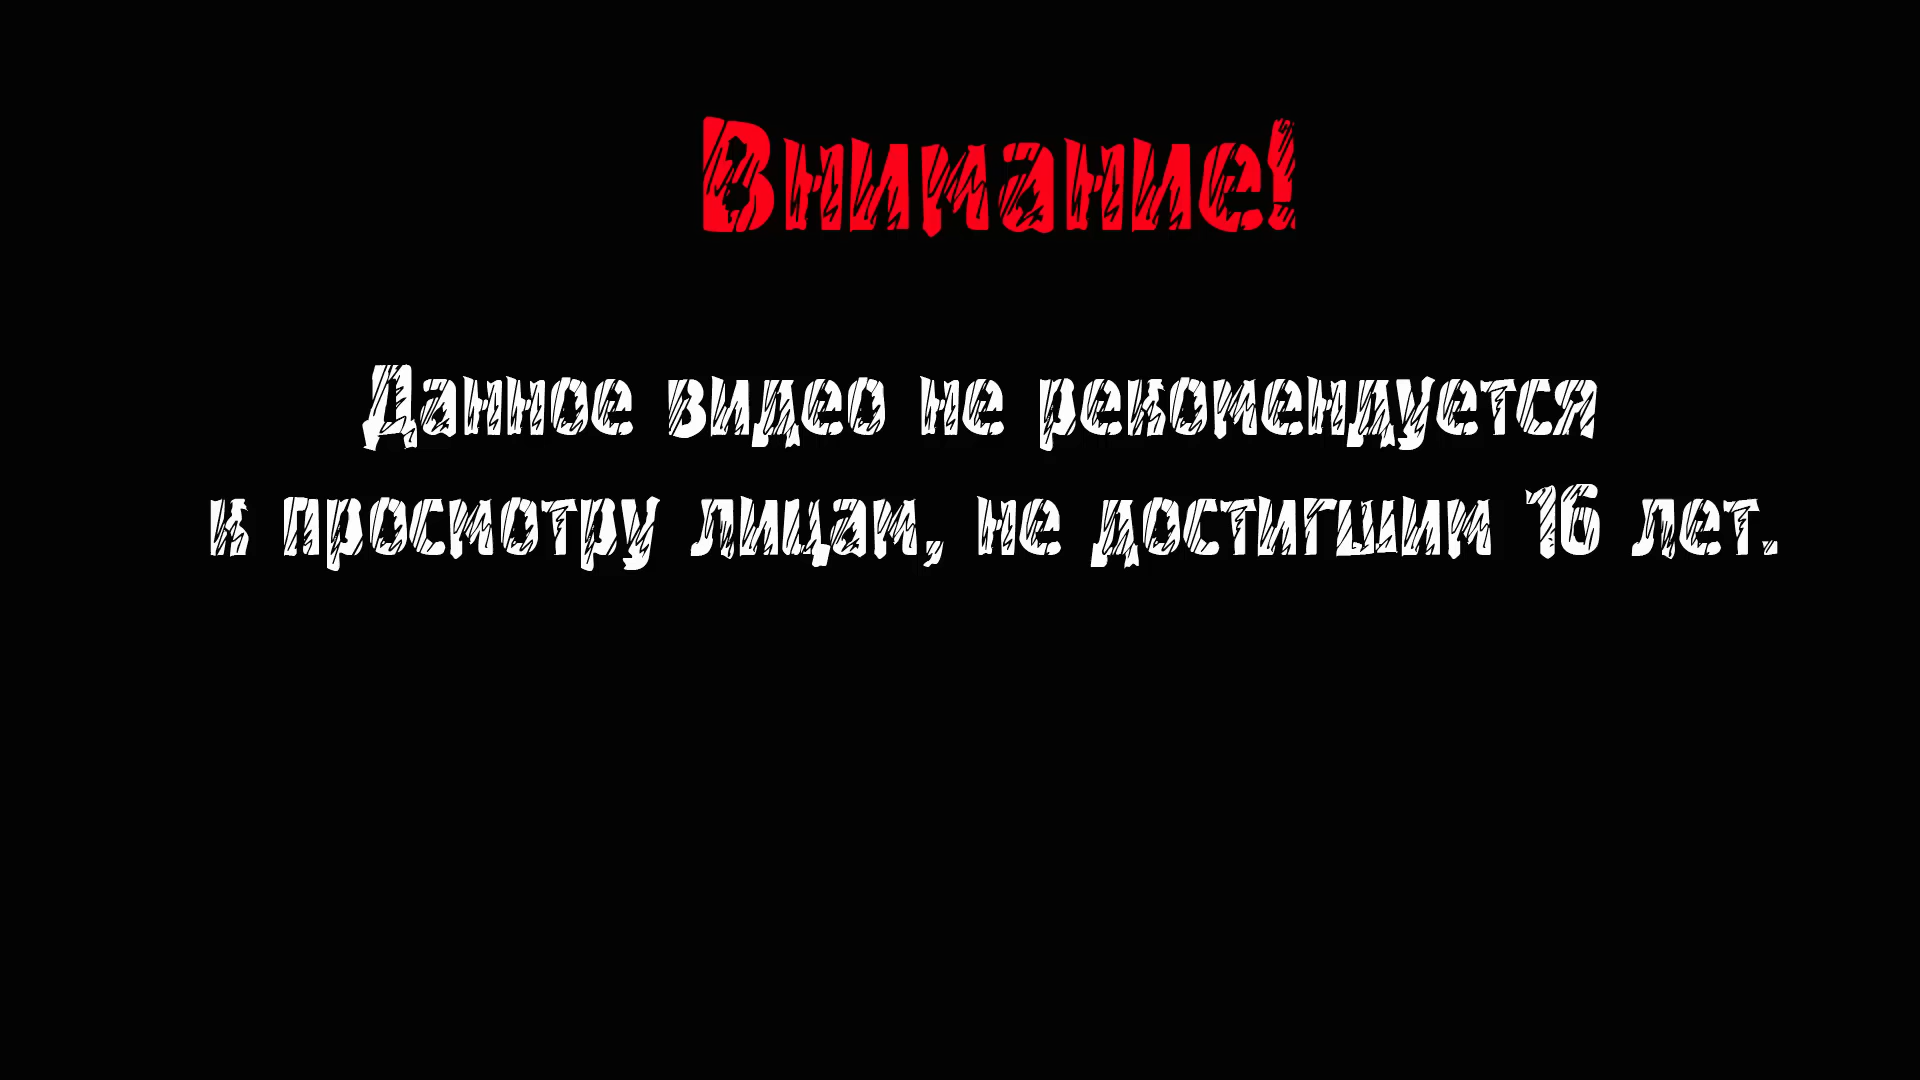 Внимание!
Данное видео не рекомендуется
к просмотру лицам, не достигшим 16 лет.